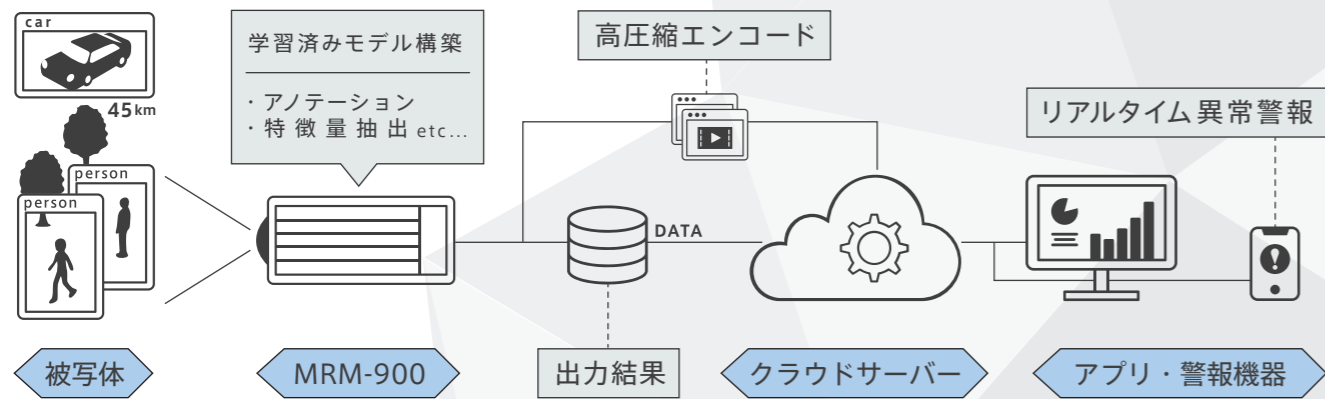 car
45km
person
person
学習済みモデル構築
・アノテーション
・特徴量抽出 etc...
高圧縮エンコード
DATA
リアルタイム異常警報
被写体
MRM-900
出力結果
クラウドサーバー
アプリ・警報機器